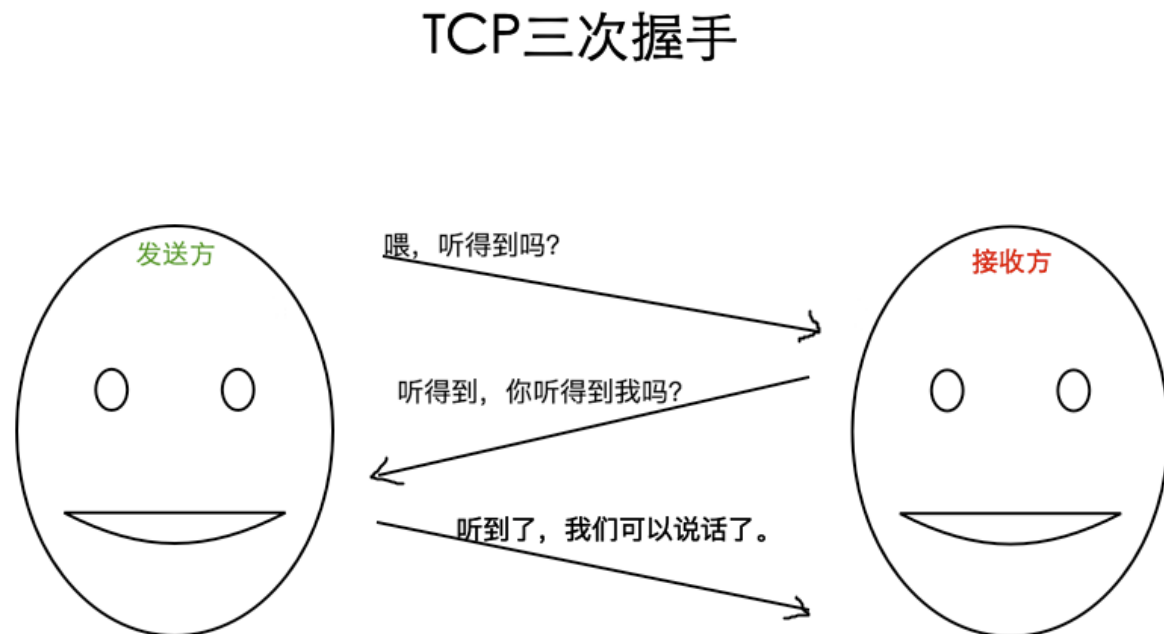 TCP三次握手
发送方
喂，听得到吗？
接收方
听得到，你听得到我吗？
听到了，我们可以说话了。